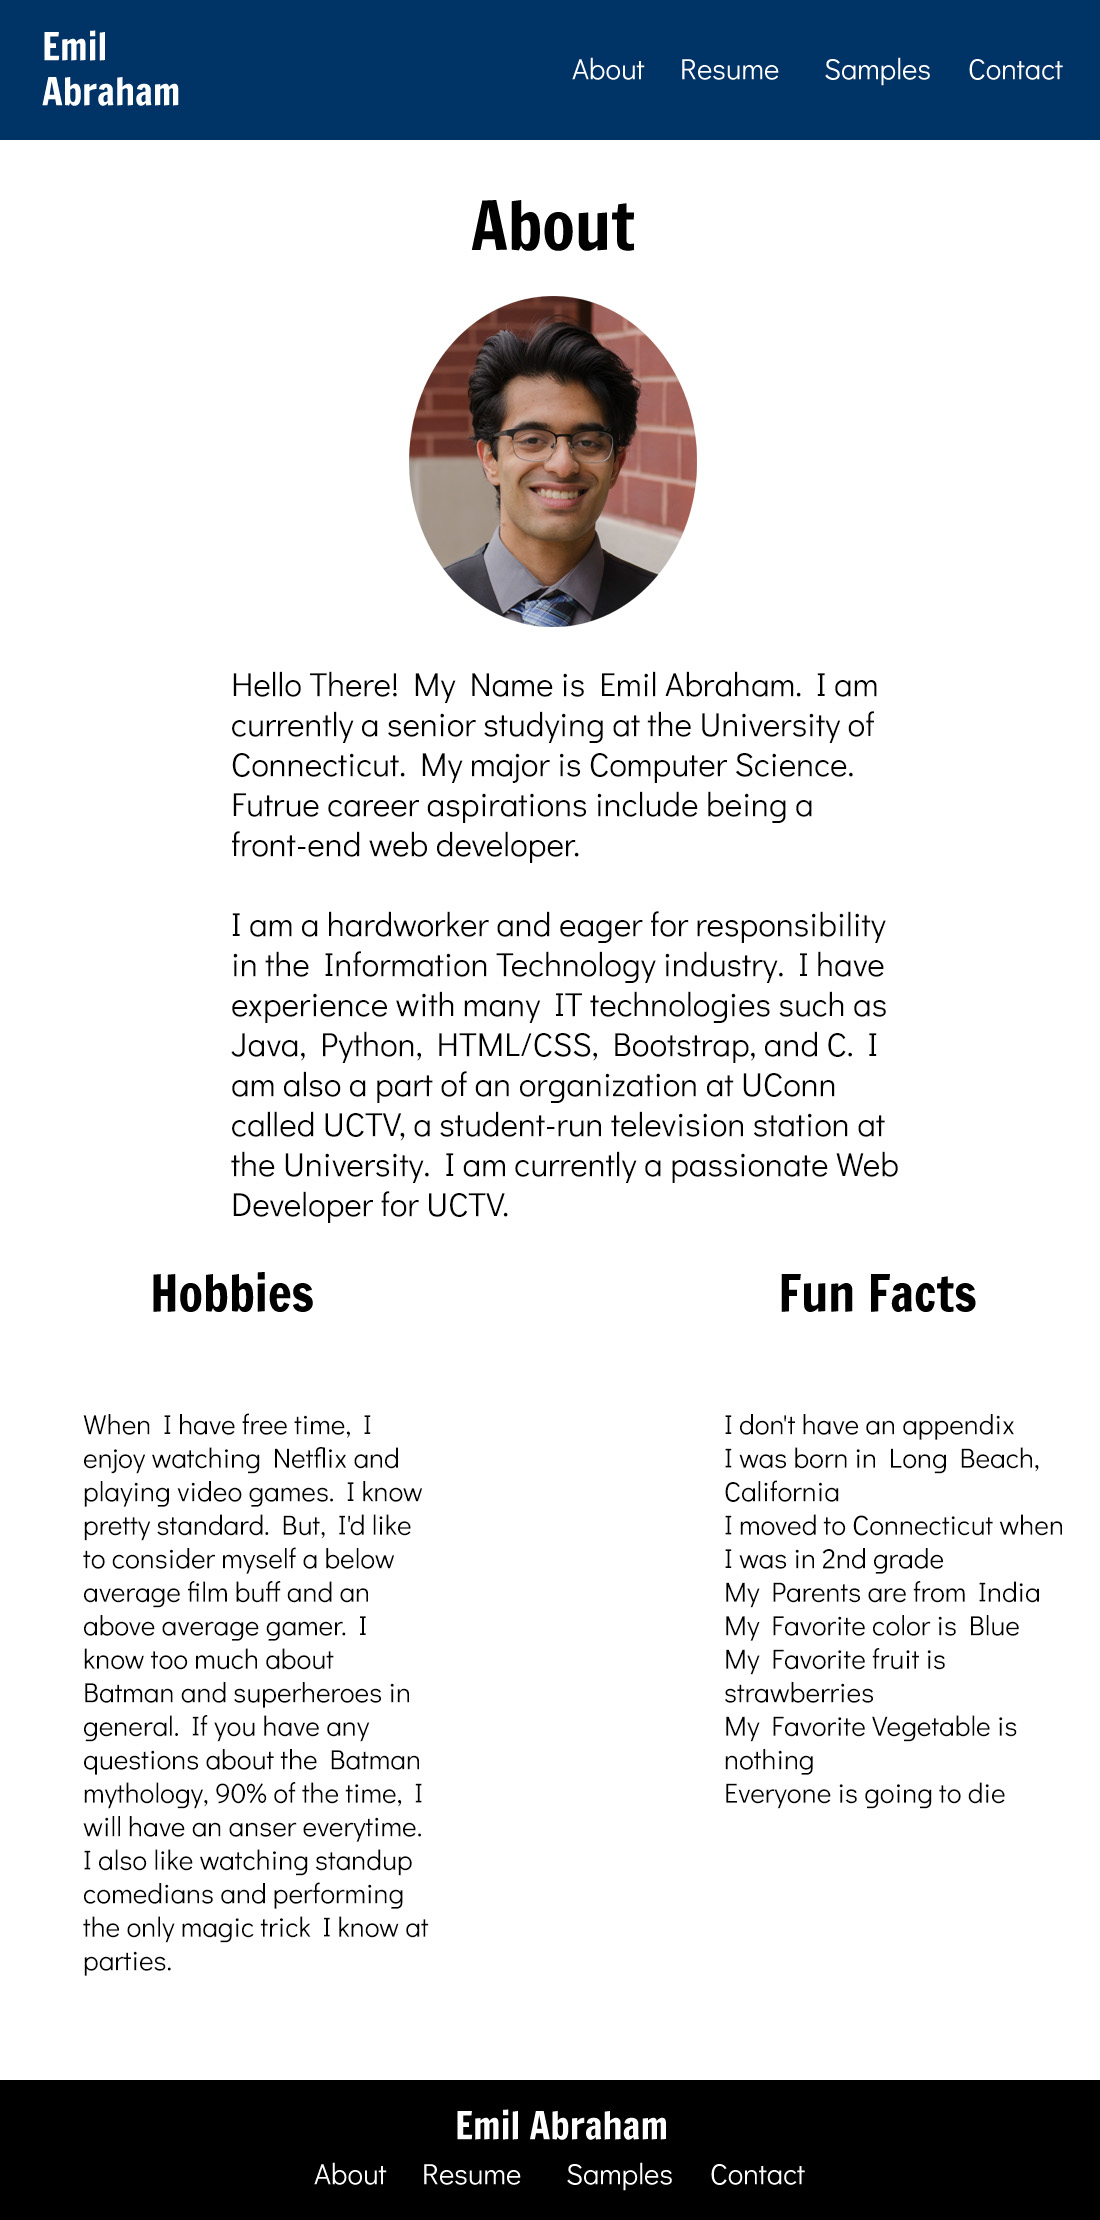 Emil
Abraham
About Resume Samples Contact
About
Hello There! My Name is Emil Abraham. I am
currently a senior studying at the University of
Connecticut. My major is Computer Science.
Futrue career aspirations include being a
front-end web developer.
I am a hardworker and eager for responsibility
in the Information Technology industry. I have
experience with many IT technologies such as
Java, Python, HTML/CSS, Bootstrap, and C. I
am also a part of an organization at UConn
called UCTV, a student-run television station at
the University. I am currently a passionate Web
Developer for UCTV.
Hobbies
When I have free time, I
enjoy watching Netflix and
playing video games. I know
pretty standard. But, I'd like
to consider myself a below
average film buff and an
above average gamer. I
know too much about
Batman and superheroes in
general. If you have any
questions about the Batman
mythology, 90% of the time, I
will have an anser everytime.
I also like watching standup
comedians and performing
the only magic trick I know at
parties.
Fun Facts
I don't have an appendix
I was born in Long Beach,
California
I moved to Connecticut when
I was in 2nd grade
My Parents are from India
My Favorite color is Blue
My Favorite fruit is
strawberries
My Favorite Vegetable is
nothing
Everyone is going to die
Emil Abraham
About Resume Samples Contact